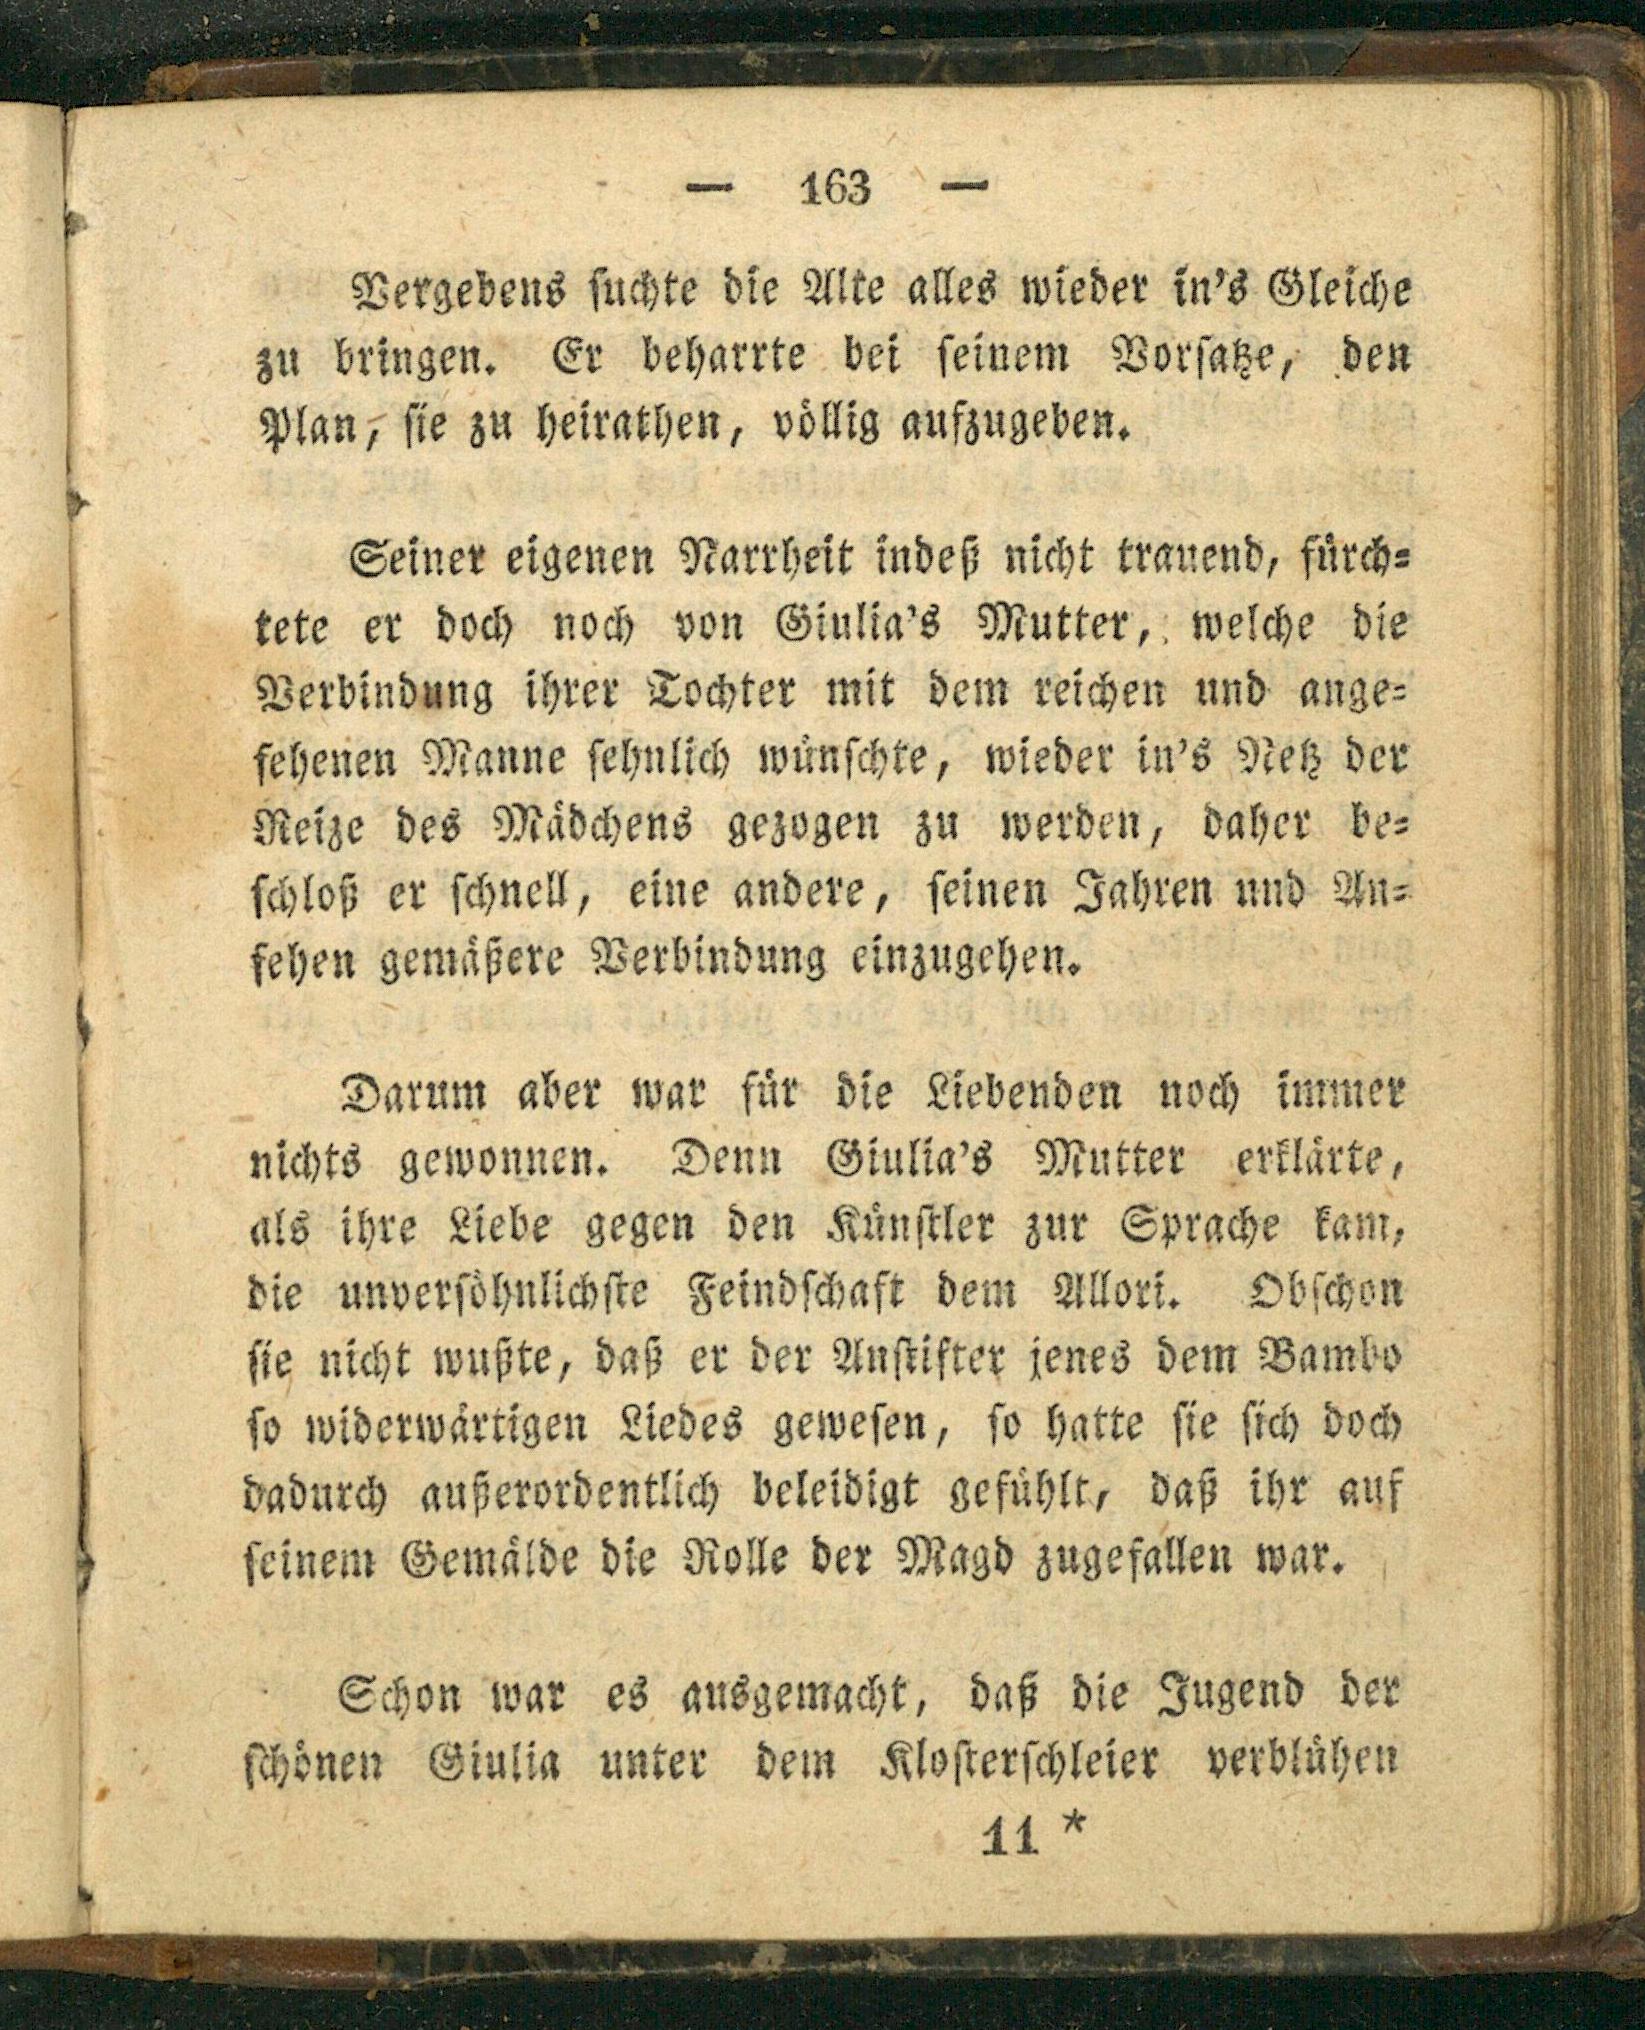 — 163 —
Vergebens suchte die Alte alles wieder in's Gleiche
zu bringen. Er beharrte bei seinem Vorsatze, den
Plan, sie zu heirathen, völlig aufzugeben.
Seiner eigenen Narrheit indeß nicht trauend, fürch=
tete er doch noch von Giulia's Mutter, welche die
Verbindung ihrer Tochter mit dem reichen und ange=
sehenen Manne sehnlich wünschte, wieder in's Netz der
Reize des Mädchens gezogen zu werden, daher be=
schloß er schnell, eine andere, seinen Jahren und An=
sehen gemäßere Verbindung einzugehen.
Darum aber war für die Liebenden noch immer
nichts gewonnen. Denn Giulia's Mutter erklärte,
als ihre Liebe gegen den Künstler zur Sprache kam,
die unversöhnlichste Feindschaft dem Allori. Obschon
sie nicht wußte, daß er der Anstifter jenes dem Bambo
so widerwärtigen Liedes gewesen, so hatte sie sich doch
dadurch außerordentlich beleidigt gefühlt, daß ihr auf
seinem Gemälde die Rolle der Magd zugefallen war.
Schon war es ausgemacht, daß die Jugend der
schönen Giulia unter dem Klosterschleier verblühen
11 *